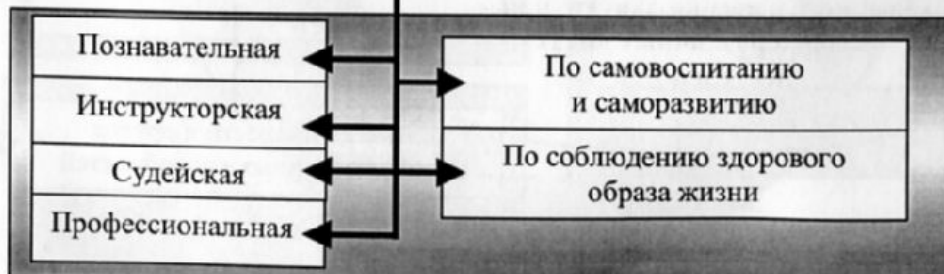 Познавательная
Инструкторская
Судейская
Профессиональная
По самовоспитанию
и саморазвитию
По соблюдению здорового
образа жизни